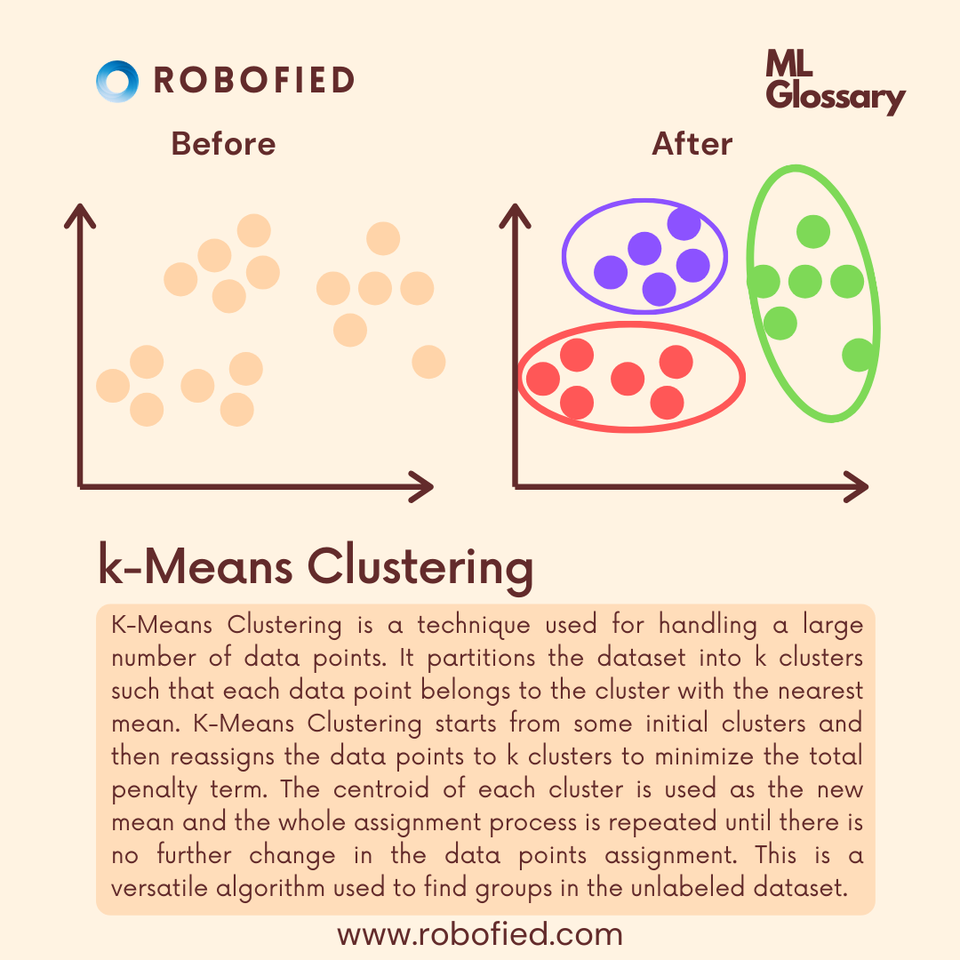 ROBOFIED
ML
Glossary
Before
After
k-Means Clustering
K-Means Clustering is a technique used for handling a large
number of data points. It partitions the dataset into k clusters
such that each data point belongs to the cluster with the nearest
mean. K-Means Clustering starts from some initial clusters and
then reassigns the data points to k clusters to minimize the total
penalty term. The centroid of each cluster is used as the new
mean and the whole assignment process is repeated until there is
no further change in the data points assignment. This is a
versatile algorithm used to find groups in the unlabeled dataset.
www.robofied.com